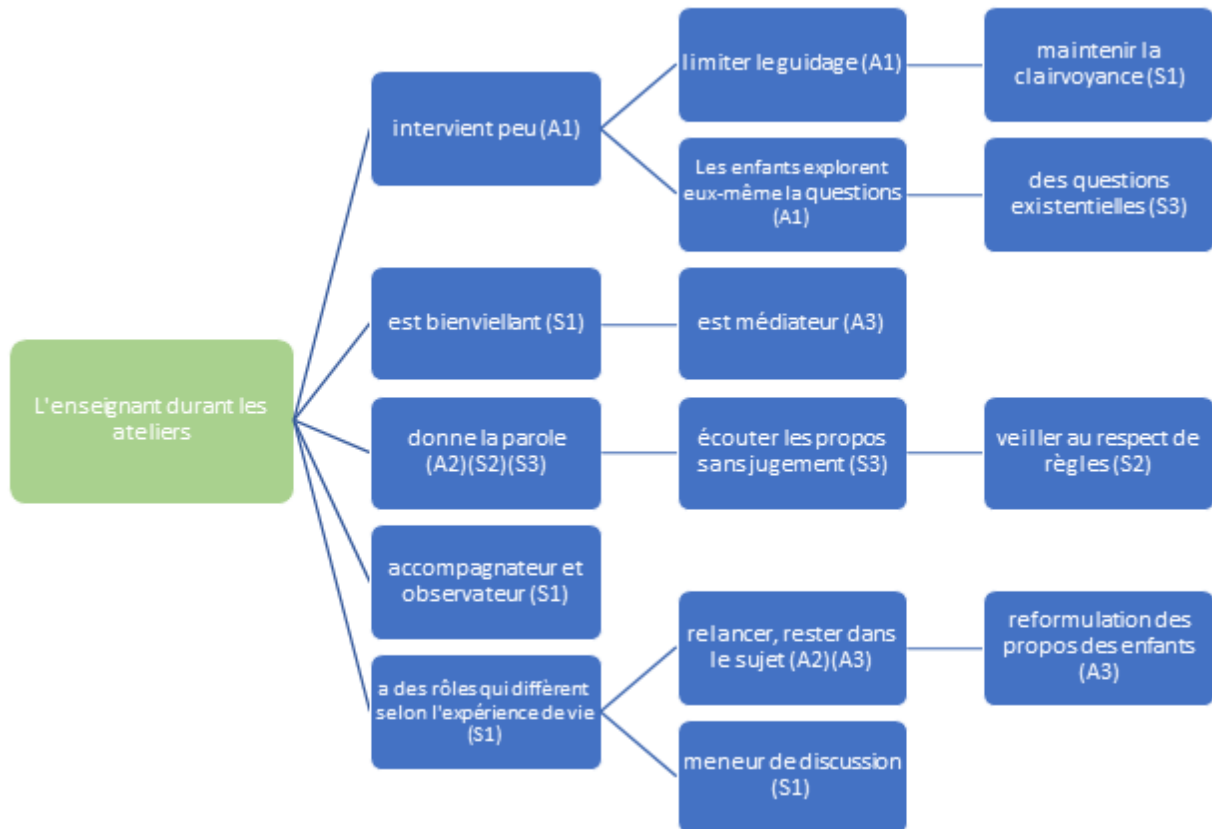 L'enseignant durant les
ateliers
intervient peu (A1)
limiter le guidage (A1)
maintenir la
clairvoyance (S1)
Les enfants explorent
eux-même la questions
(A1)
des questions
existentielles (S3)
est bienviellant (S1)
est médiateur (A3)
donne la parole
(A2)(S2)(S3)
écouter les propos
sans jugement (S3)
veiller au respect de
règles (S2)
accompagnateur et
observateur (S1)
a des rôles qui diffèrent
selon l'expérience de vie
(S1)
relancer, rester dans
le sujet (A2)(A3)
reformulation des
propos des enfants
(A3)
meneur de discussion
(S1)